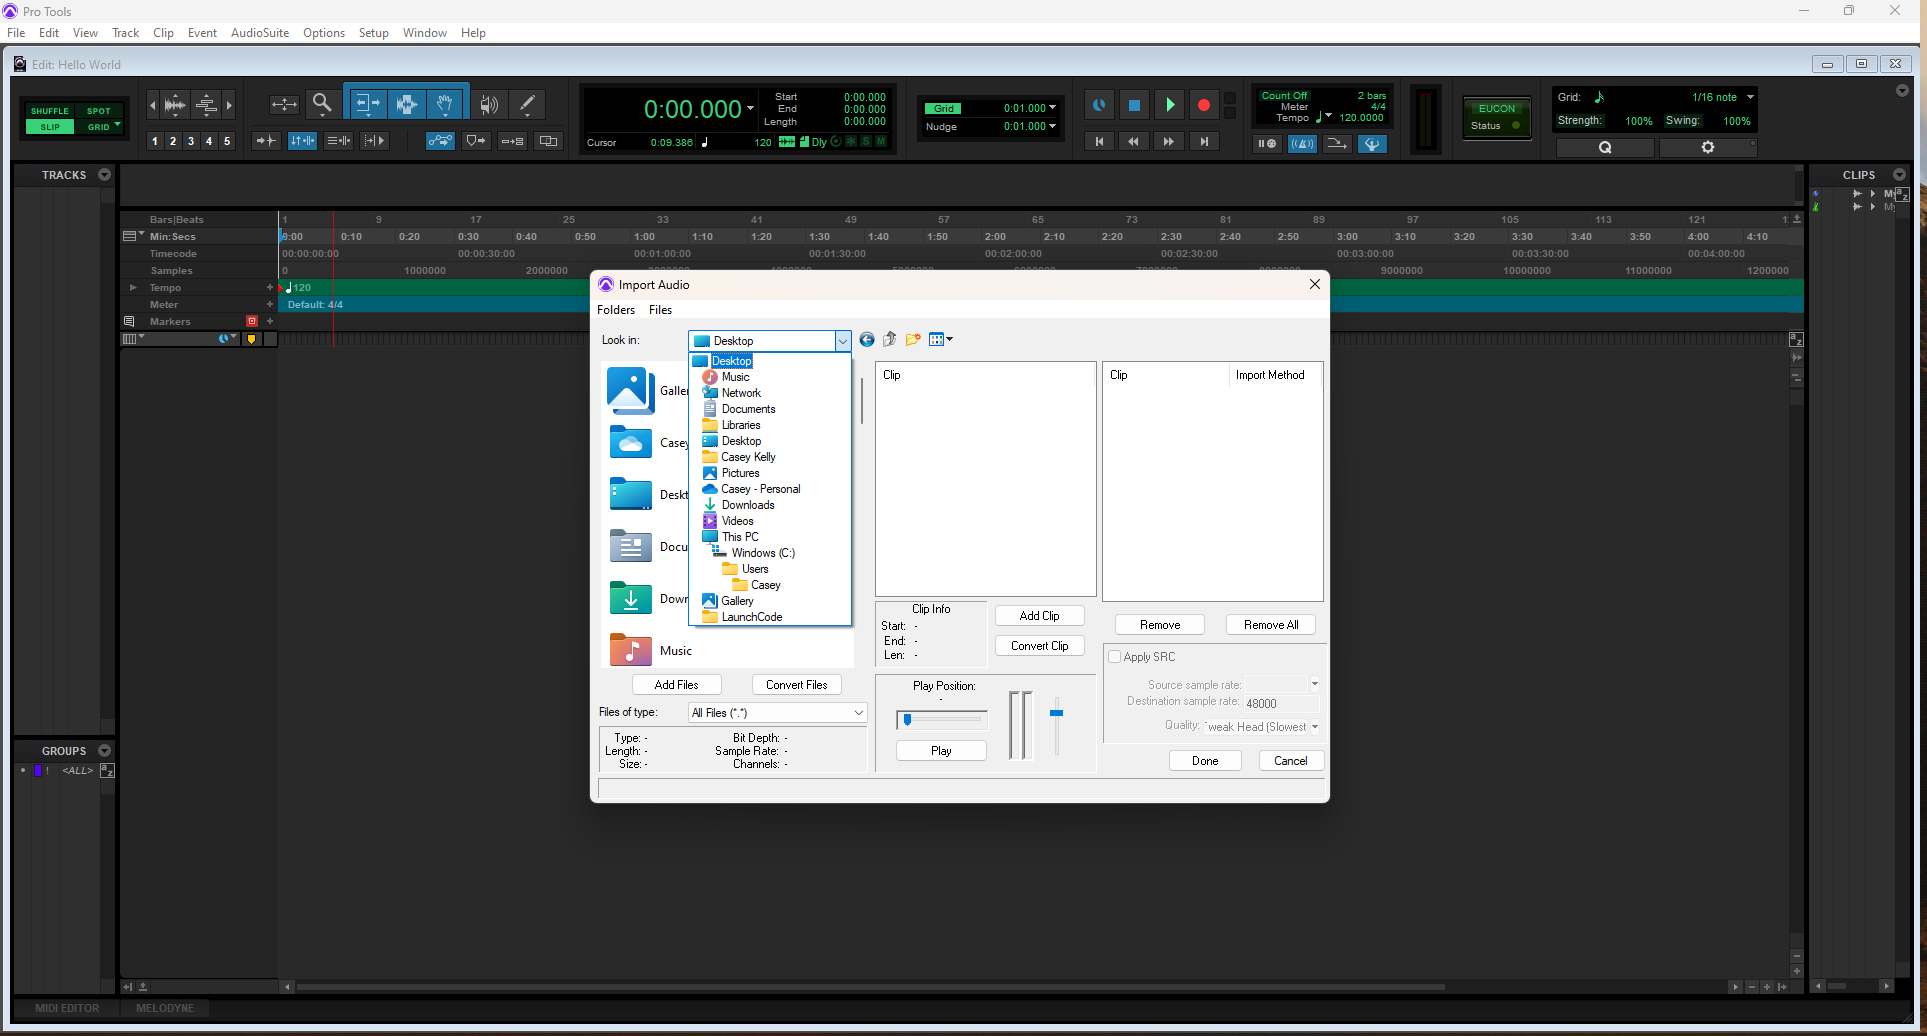 Pro Tools
File Edit View Track Clip Event AudioSuite Options Setup Window Help
Edit: Hello World
SHUFFLE SPOT
SLIP GRID
1 2 3 4 5
0:00.000
Start 0:00.000
End 0:00.000
Length 0:00.000
Cursor 0:09.386 120 Dly S M
Grid 0:01.000
Nudge 0:01.000
Count Off 2 bars
Meter 4/4
Tempo 120.0000
EUCON
Status
Grid: 1/16 note
Strength: 100% Swing: 100%
Q
TRACKS
CLIPS
a z
Bars|Beats 1 9 17 25 33 41 49 57 65 73 81 89 97 105 113 121
Min:Secs 0:00 0:10 0:20 0:30 0:40 0:50 1:00 1:10 1:20 1:30 1:40 1:50 2:00 2:10 2:20 2:30 2:40 2:50 3:00 3:10 3:20 3:30 3:40 3:50 4:00 4:10
Timecode 00:00:00:00 00:00:30:00 00:01:00:00 00:01:30:00 00:02:00:00 00:02:30:00 00:03:00:00 00:03:30:00 00:04:00:00
Samples 0 1000000 2000000 9000000 10000000 11000000 1200000
Tempo 120
Meter Default: 4/4
Markers
a z
GROUPS
! <ALL> a z
MIDI EDITOR MELODYNE
Import Audio
Folders Files
Look in: Desktop
Desktop
Music
Network
Documents
Libraries
Desktop
Casey Kelly
Pictures
Casey - Personal
Downloads
Videos
This PC
Windows (C:)
Users
Casey
Gallery
LaunchCode
Galle
Casey
Deskt
Docu
Dowr
Music
Add Files Convert Files
Files of type: All Files (*.*)
Type: - Bit Depth: -
Length: - Sample Rate: -
Size: - Channels: -
Clip
Clip Import Method
Clip Info
Start: -
End: -
Len: -
Add Clip
Convert Clip
Play Position:
-
Play
Remove Remove All
Apply SRC
Source sample rate:
Destination sample rate: 48000
Quality: weak Head (Slowest
Done Cancel